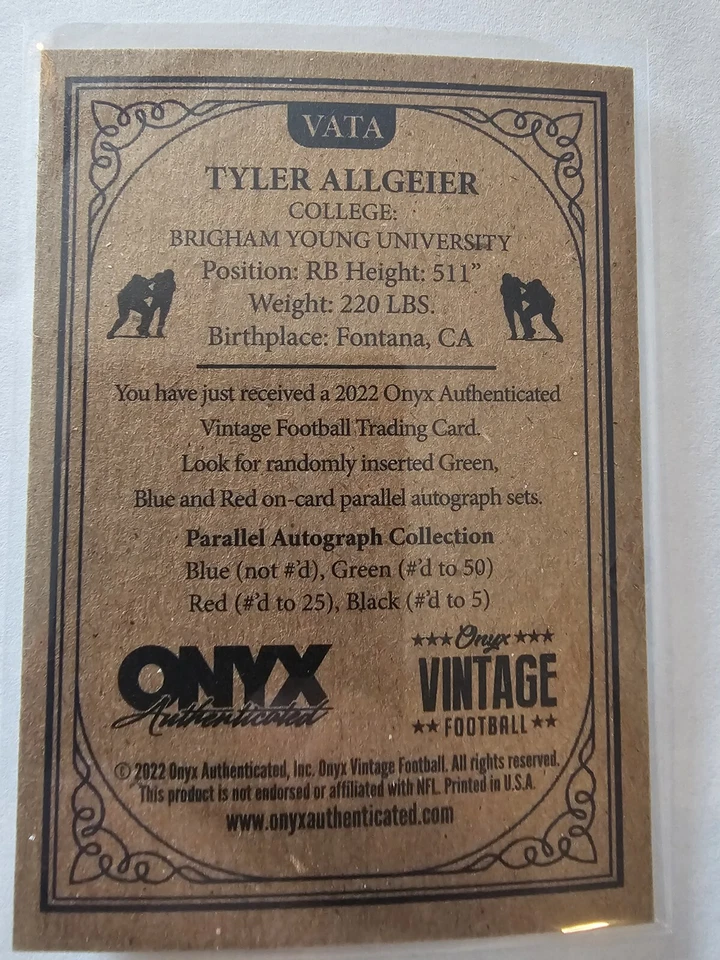 VATA
TYLER ALLGEIER
COLLEGE:
BRIGHAM YOUNG UNIVERSITY
Position: RB Height: 511”
Weight: 220 LBS.
Birthplace: Fontana, CA
You have just received a 2022 Onyx Authenticated
Vintage Football Trading Card.
Look for randomly inserted Green,
Blue and Red on-card parallel autograph sets.
Parallel Autograph Collection
Blue (not #'d), Green (#'d to 50)
Red (#'d to 25), Black (#'d to 5)
ONYX
Authenticated
★★★ Onyx ★★★
VINTAGE
★★ FOOTBALL ★★
© 2022 Onyx Authenticated, Inc. Onyx Vintage Football. All rights reserved.
This product is not endorsed or affiliated with NFL. Printed in U.S.A.
www.onyxauthenticated.com